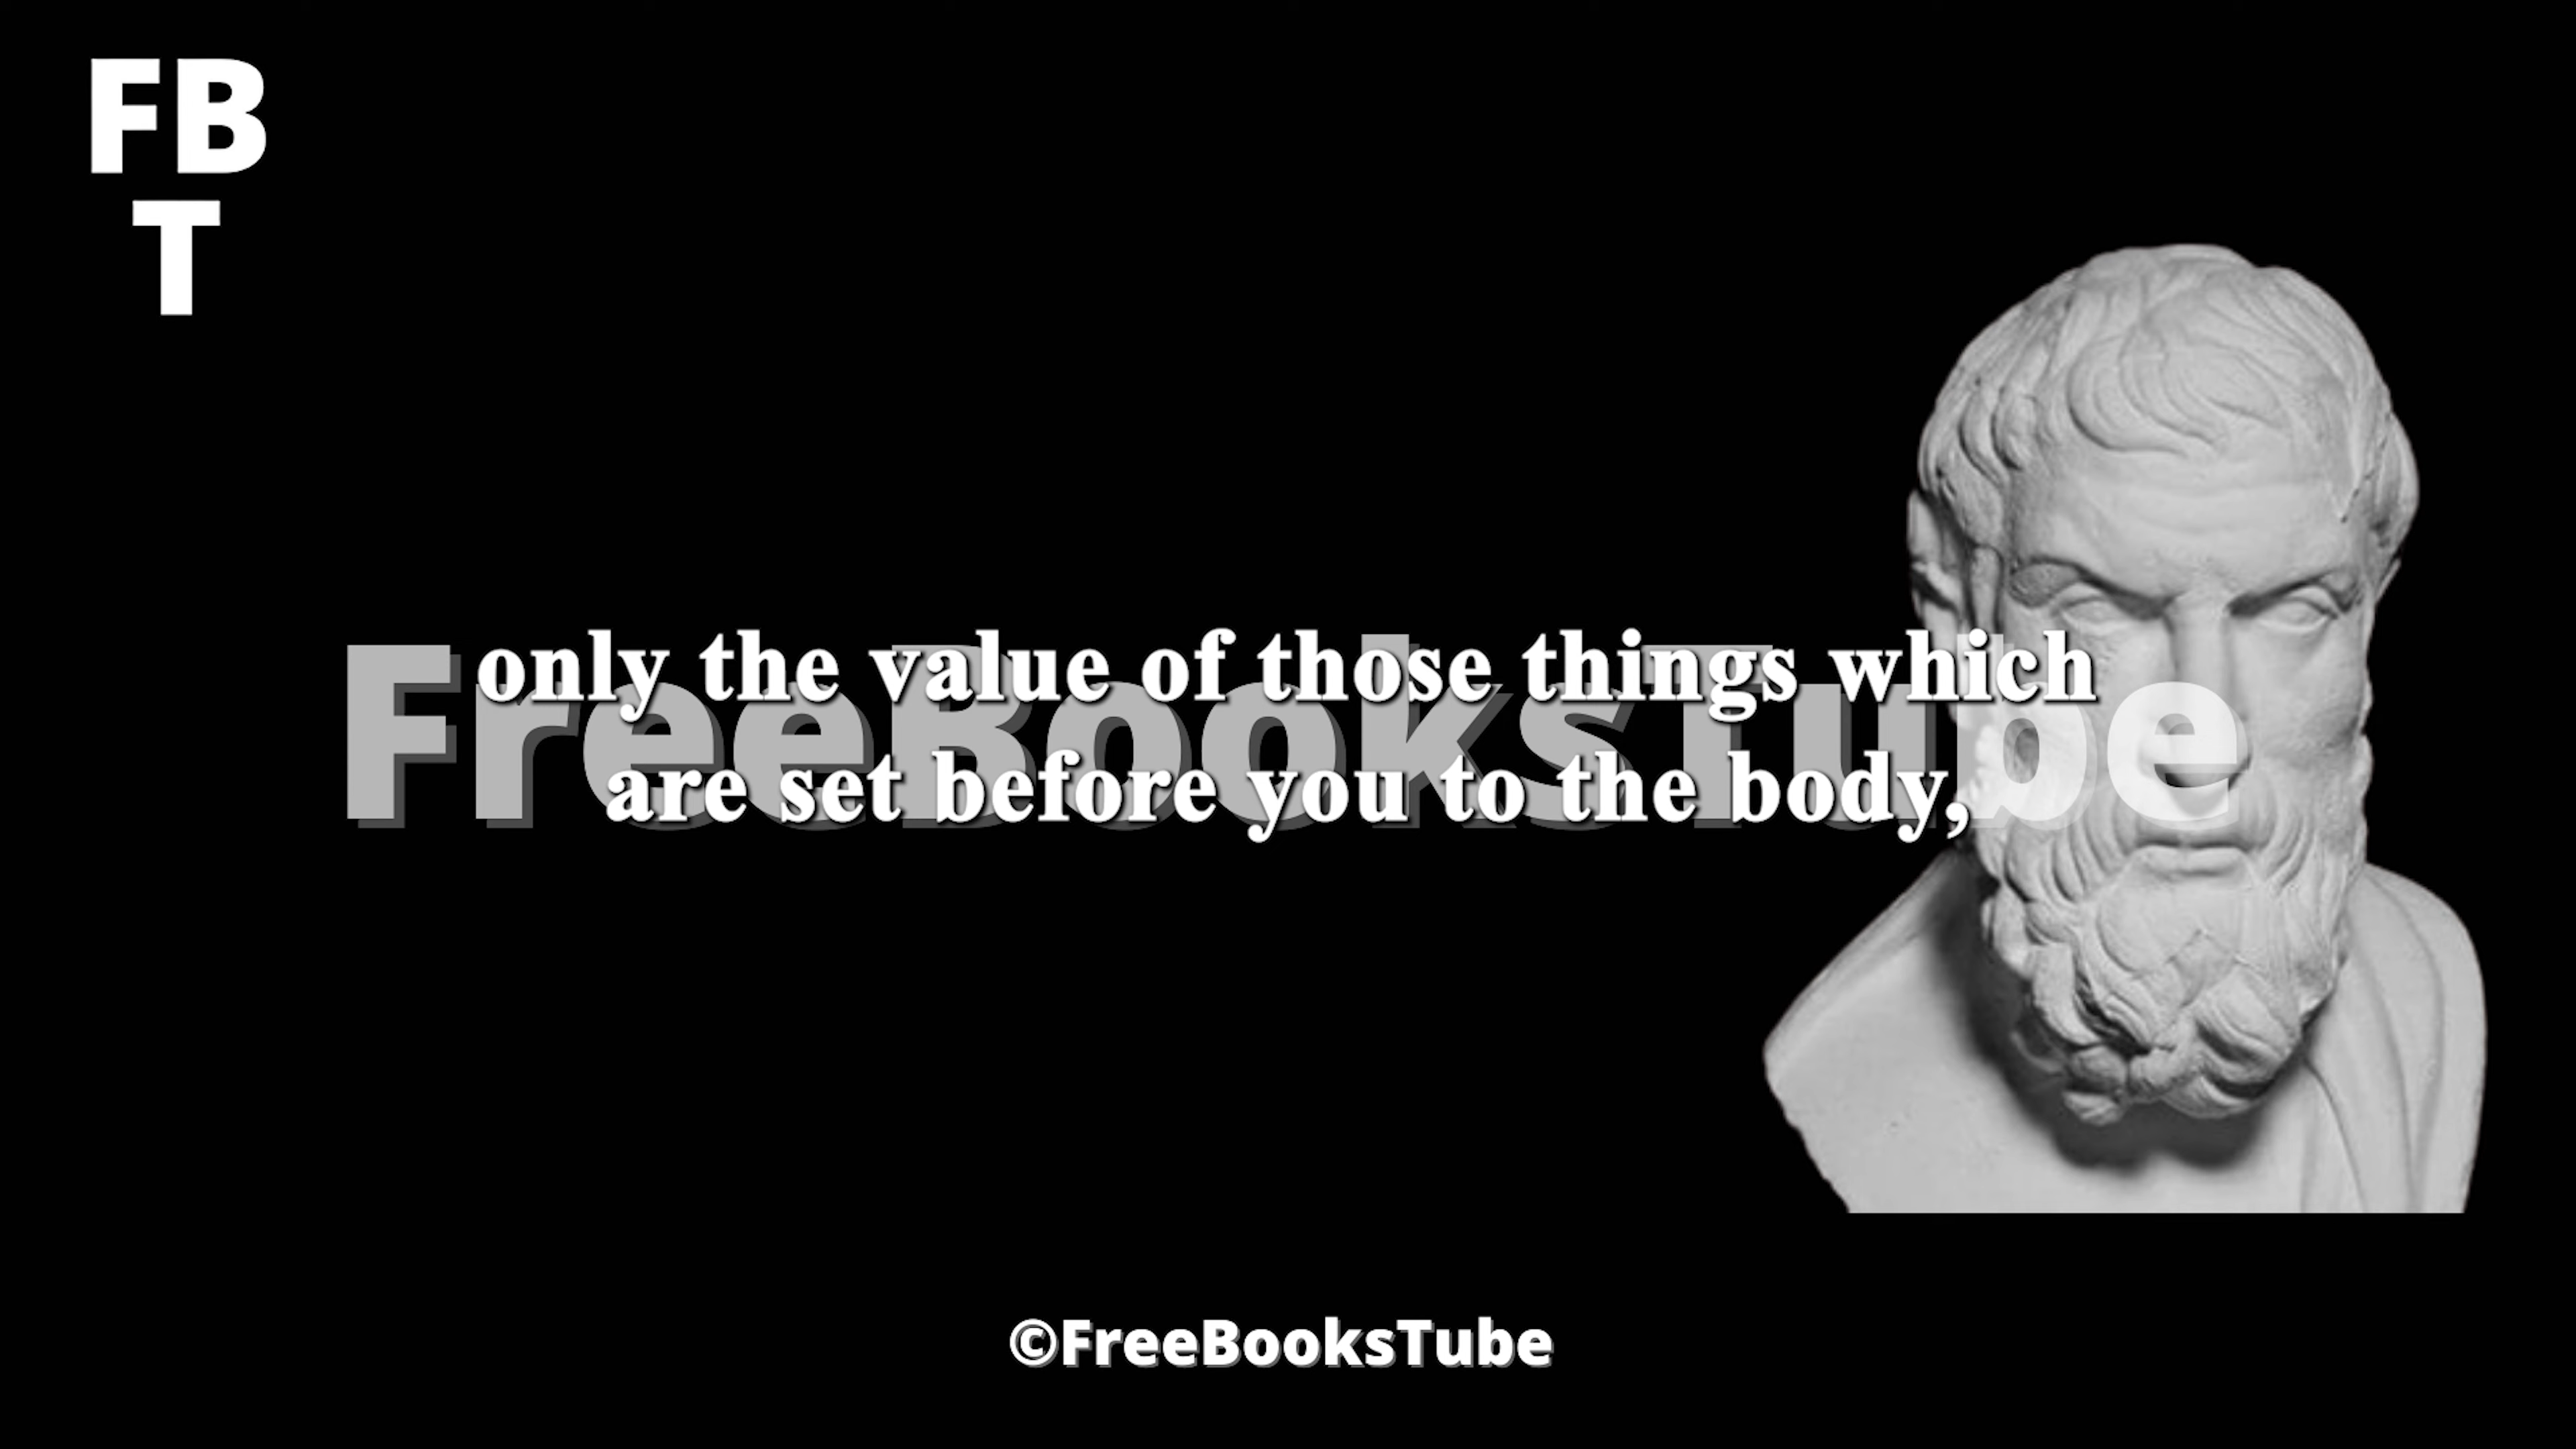 FB
T
only the value of those things which
FreeBooksTube
are set before you to the body,
©FreeBooksTube